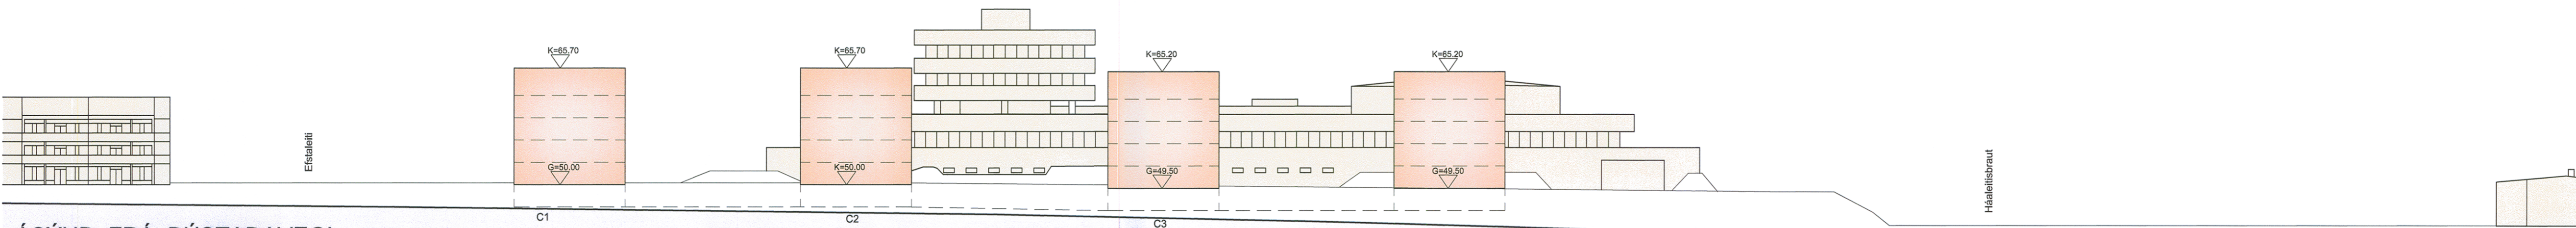 K=65,70
K=65,70
K=65.20
K=65.20
Efstaleiti
Háaleitisbraut
G=50,00
K=50,00
G=49,50
G=49,50
C1
C2
C3